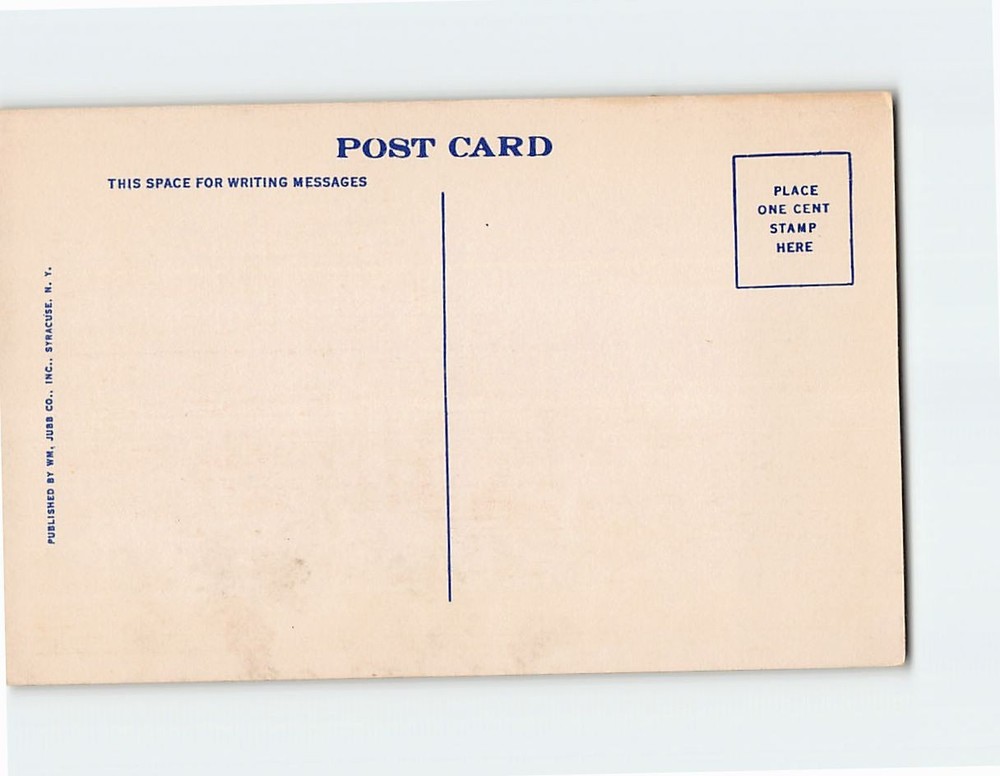 POST CARD
THIS SPACE FOR WRITING MESSAGES
PLACE
ONE CENT
STAMP
HERE
PUBLISHED BY WM. JUBB CO., INC., SYRACUSE, N. Y.